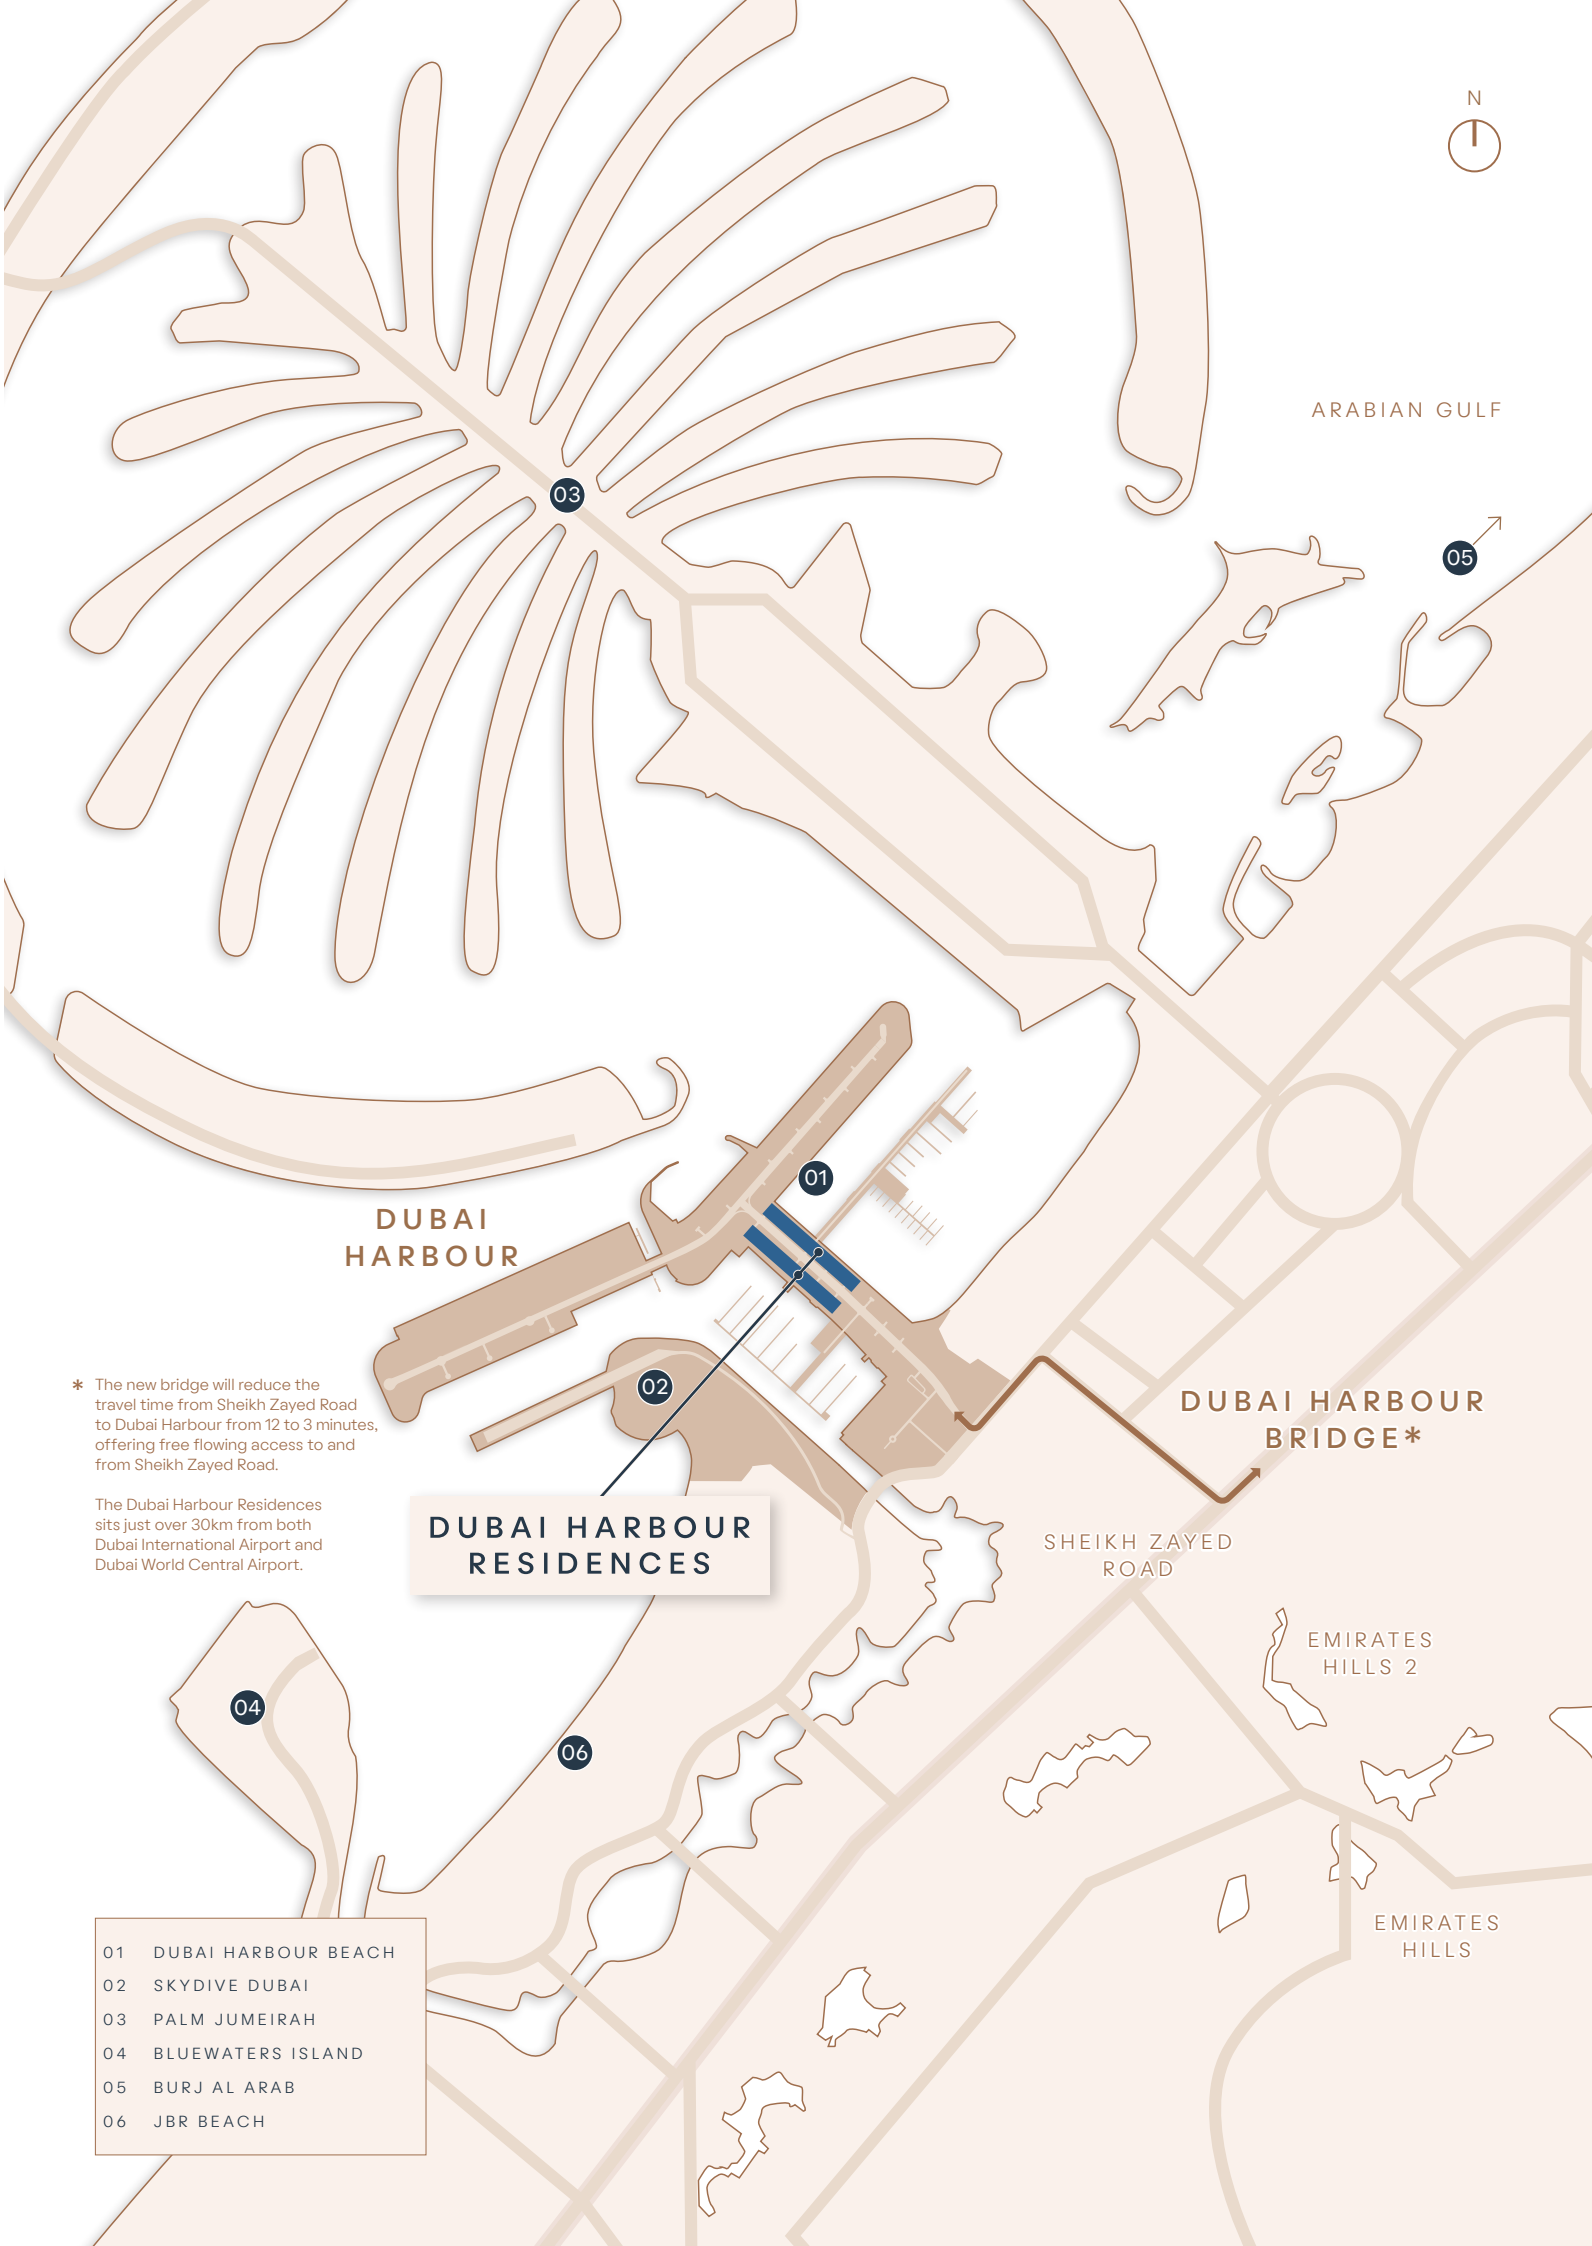 N
ARABIAN GULF
03
05
01
DUBAI
HARBOUR
* The new bridge will reduce the
travel time from Sheikh Zayed Road
to Dubai Harbour from 12 to 3 minutes,
offering free flowing access to and
from Sheikh Zayed Road.
The Dubai Harbour Residences
sits just over 30km from both
Dubai International Airport and
Dubai World Central Airport.
02
DUBAI HARBOUR
BRIDGE*
DUBAI HARBOUR
RESIDENCES
SHEIKH ZAYED
ROAD
EMIRATES
HILLS 2
04
06
EMIRATES
HILLS
01 DUBAI HARBOUR BEACH
02 SKYDIVE DUBAI
03 PALM JUMEIRAH
04 BLUEWATERS ISLAND
05 BURJ AL ARAB
06 JBR BEACH